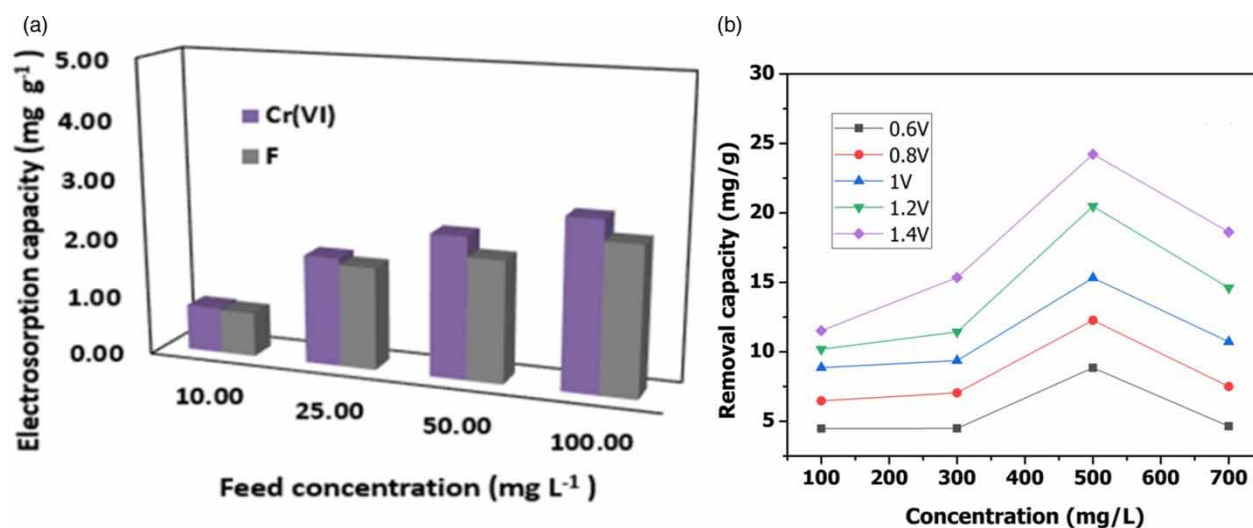 (a)
Electrosorption capacity (mg g-1)
5.00
4.00
3.00
2.00
1.00
0.00
Cr(VI)
F
10.00
25.00
50.00
100.00
Feed concentration (mg L-1)
(b)
Removal capacity (mg/g)
30
25
20
15
10
5
0.6V
0.8V
1V
1.2V
1.4V
100 200 300 400 500 600 700
Concentration (mg/L)